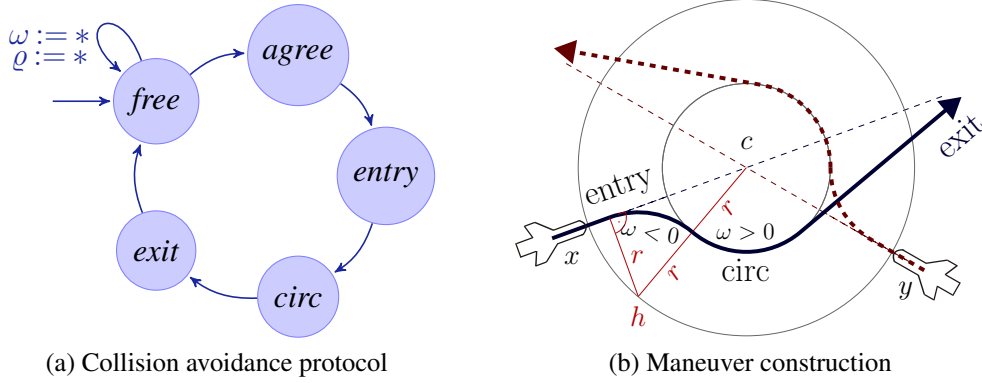 ω := ∗
ϱ := ∗
free
agree
entry
circ
exit
(a) Collision avoidance protocol
c
entry
exit
ω < 0
ω > 0
r
r
r
x
circ
y
h
(b) Maneuver construction